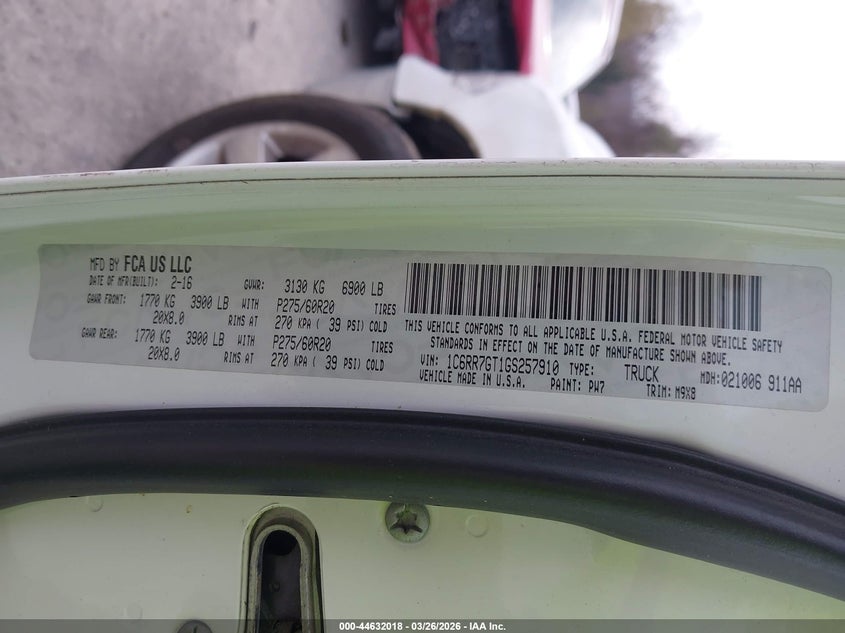 MFD BY FCA US LLC
DATE OF MFR(BUILT): 2-16 GVWR: 3130 KG 6900 LB
GAWR FRONT: 1770 KG 3900 LB WITH P275/60R20 TIRES
20X8.0 RIMS AT 270 KPA ( 39 PSI) COLD
GAWR REAR: 1770 KG 3900 LB WITH P275/60R20 TIRES
20X8.0 RIMS AT 270 KPA ( 39 PSI) COLD
THIS VEHICLE CONFORMS TO ALL APPLICABLE U.S.A. FEDERAL MOTOR VEHICLE SAFETY
STANDARDS IN EFFECT ON THE DATE OF MANUFACTURE SHOWN ABOVE.
VIN: 1C6RR7GT1GS257910 TYPE: TRUCK MDH:021006 911AA
VEHICLE MADE IN U.S.A. PAINT: PW7 TRIM: M9X8
000-44632018 - 03/26/2026 - IAA Inc.